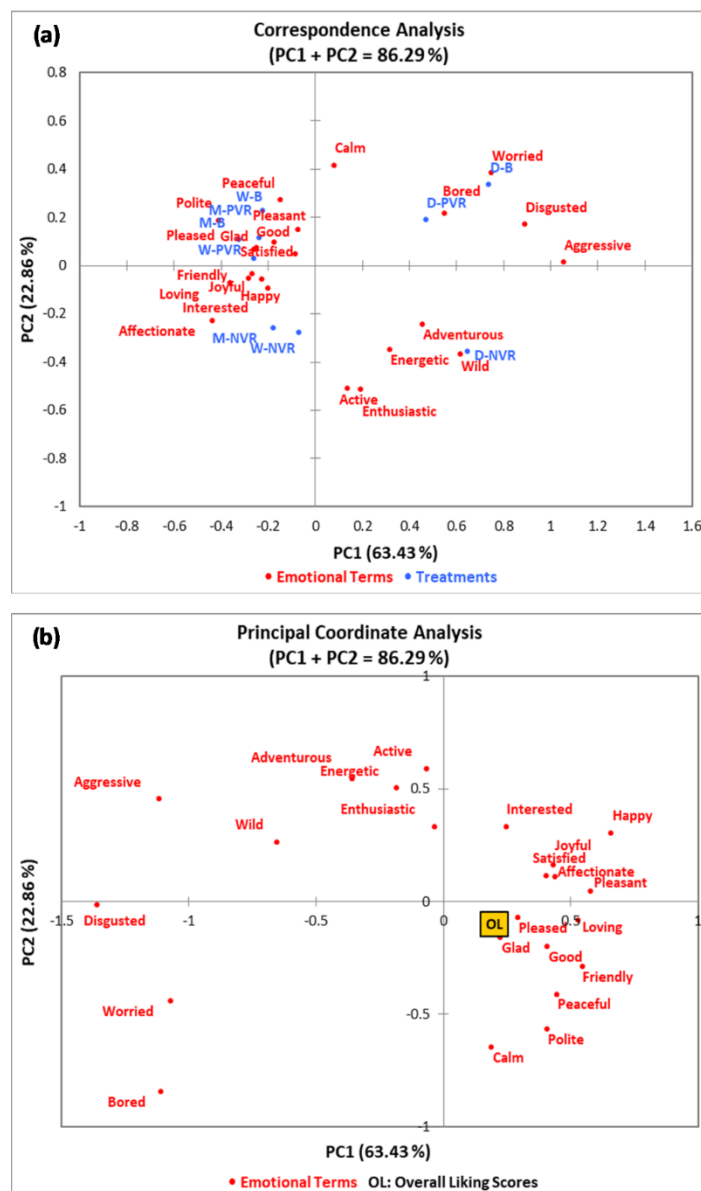 (a)
Correspondence Analysis
(PC1 + PC2 = 86.29 %)
0.8
0.6
0.4
0.2
0
-0.2
-0.4
-0.6
-0.8
-1
PC2 (22.86 %)
Calm
Worried
D-B
Peaceful
W-B
Bored
D-PVR
Polite
M-PVR
Pleasant
Disgusted
M-B
Pleased
Glad
Good
W-PVR
Satisfied
Aggressive
Friendly
Joyful
Loving
Happy
Interested
Affectionate
M-NVR
W-NVR
Adventurous
Energetic
D-NVR
Wild
Active
Enthusiastic
-1 -0.8 -0.6 -0.4 -0.2 0 0.2 0.4 0.6 0.8 1 1.2 1.4 1.6
PC1 (63.43 %)
Emotional Terms Treatments
(b)
Principal Coordinate Analysis
(PC1 + PC2 = 86.29 %)
1
0.5
0
-0.5
-1
PC2 (22.86 %)
Active
Adventurous
Energetic
Aggressive
Enthusiastic
Interested
Happy
Wild
Joyful
Satisfied
Affectionate
Pleasant
-1.5 -1 -0.5 0 0.5 1
Disgusted
OL
Pleased
Loving
Glad
Good
Friendly
Peaceful
Worried
Polite
Calm
Bored
PC1 (63.43 %)
Emotional Terms OL: Overall Liking Scores